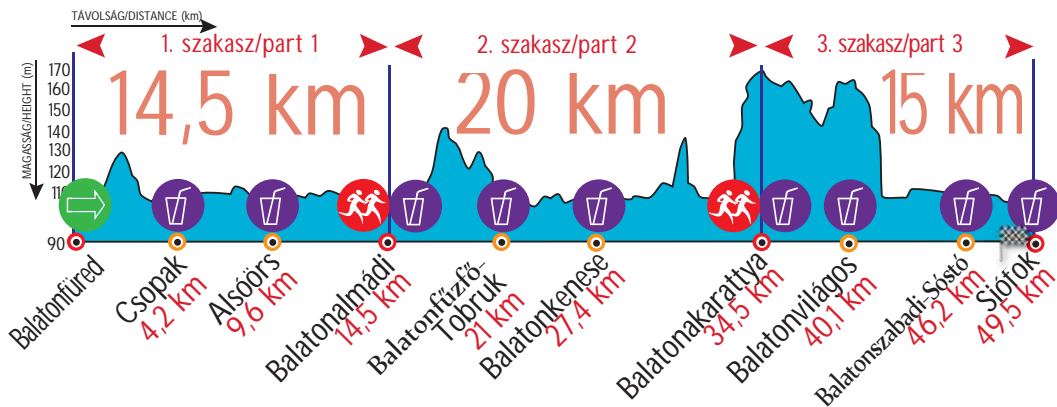 TÁVOLSÁG/DISTANCE (km)
1. szakasz/part 1
2. szakasz/part 2
3. szakasz/part 3
14,5 km
20 km
15 km
MAGASSÁG/HEIGHT (m)
170
160
150
140
130
120
110
90
Balatonfüred
Csopak
4,2 km
Alsóörs
9,6 km
Balatonalmádi
14,5 km
Balatonfűzfő-
Tobruk
21 km
Balatonkenese
27,4 km
Balatonakarattya
34,5 km
Balatonvilágos
40,1 km
Balatonszabadi-Sóstó
46,2 km
Siófok
49,5 km